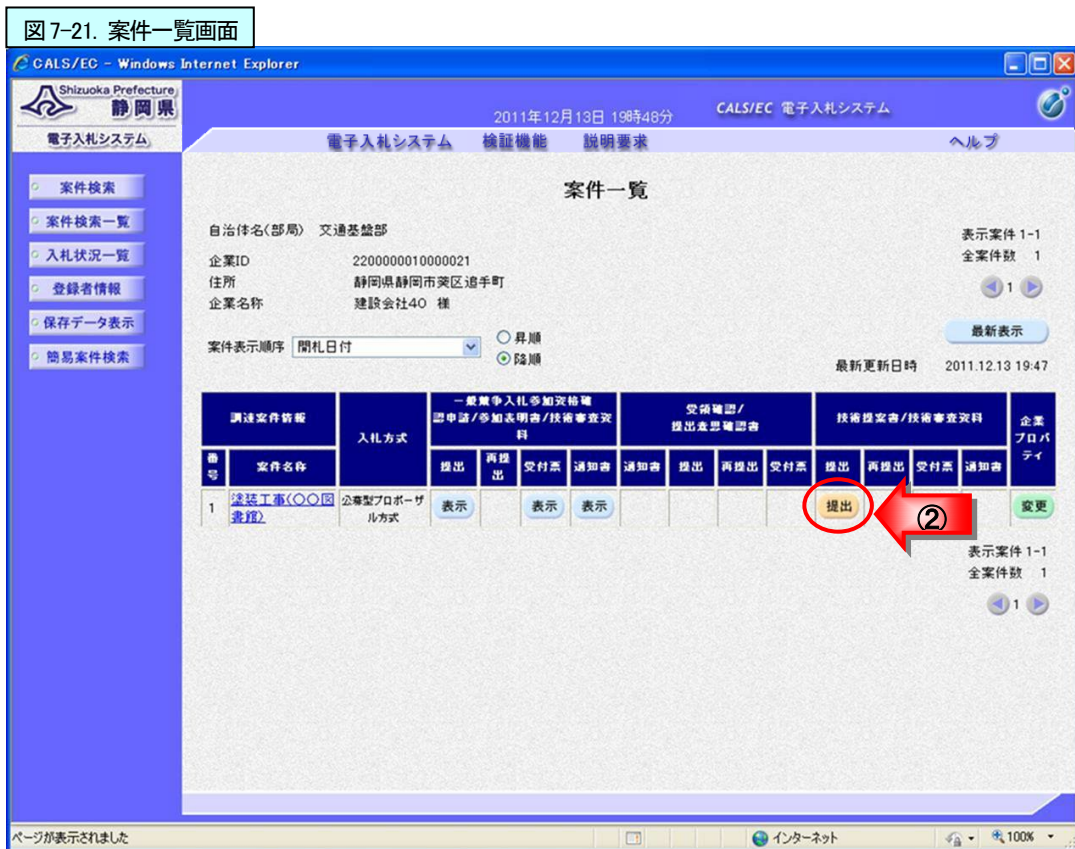 図 7-21. 案件一覧画面
CALS/EC - Windows Internet Explorer
Shizuoka Prefecture
静岡県
電子入札システム
2011年12月13日 19時48分
CALS/EC 電子入札システム
電子入札システム 検証機能 説明要求 ヘルプ
案件検索
案件検索一覧
入札状況一覧
登録者情報
保存データ表示
簡易案件検索
案件一覧
自治体名(部局) 交通基盤部
企業ID 2200000010000021
住所 静岡県静岡市葵区追手町
企業名称 建設会社40 様
表示案件 1-1
全案件数 1
1
案件表示順序 開札日付
昇順
降順
最新表示
最新更新日時 2011.12.13 19:47
調達案件情報
入札方式
一般競争入札参加資格確
認申請/参加表明書/技術審査資
料
受領確認/
提出意思確認書
技術提案書/技術審査資料
企業
プロパ
ティ
番号 案件名称
提出 再提出 受付票 通知書 通知書 提出 再提出 受付票 提出 再提出 受付票 通知書
1 塗装工事(〇〇図
書館)
公募型プロポーザ
ル方式
表示 表示 表示 提出 変更
②
表示案件 1-1
全案件数 1
1
ページが表示されました
インターネット
100%